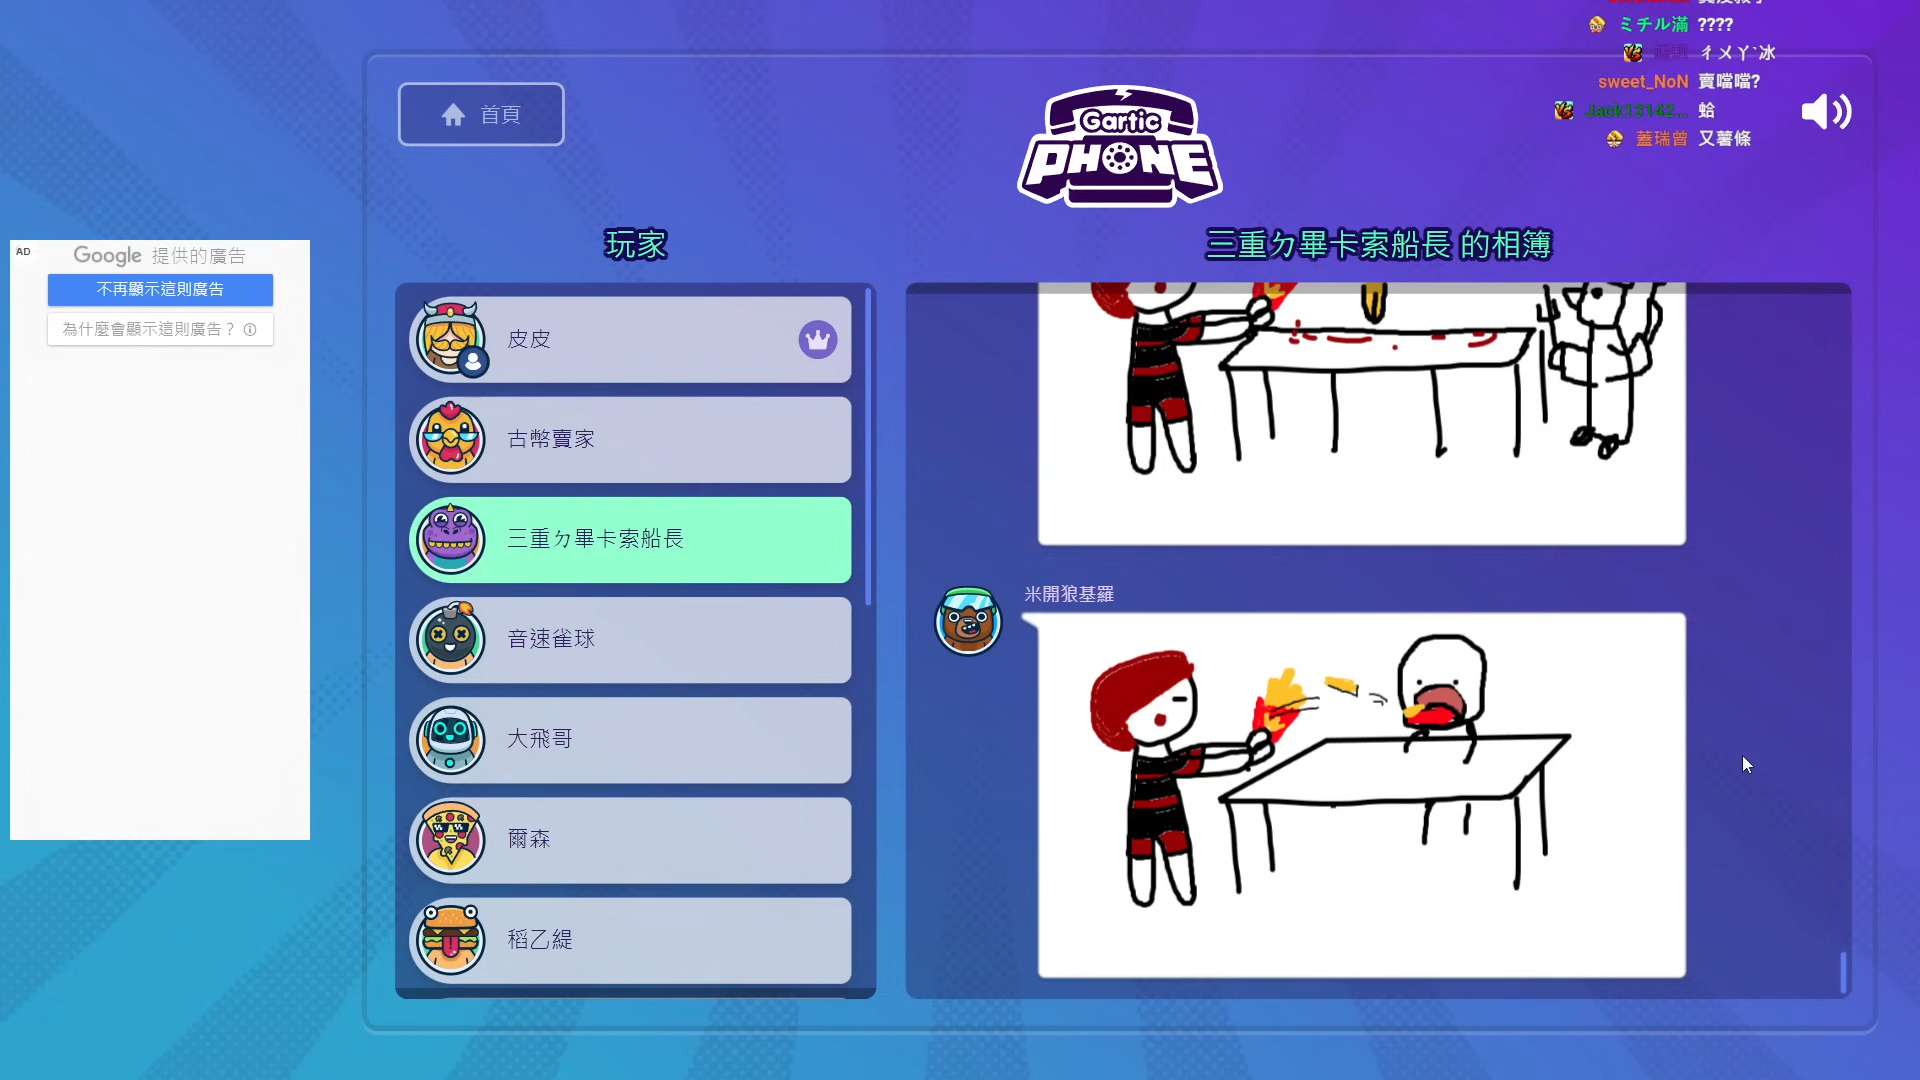 ミチル滿 ????
ㄔㄨㄚˋ冰
sweet_NoN 賣噹噹?
Jack13142... 蛤
蓋瑞曾 又薯條
首頁
Gartic
PHONE
AD
Google 提供的廣告
不再顯示這則廣告
為什麼會顯示這則廣告？
玩家
三重ㄉ畢卡索船長 的相簿
皮皮
古幣賣家
三重ㄉ畢卡索船長
音速雀球
大飛哥
爾森
稻乙緹
米開狼基羅